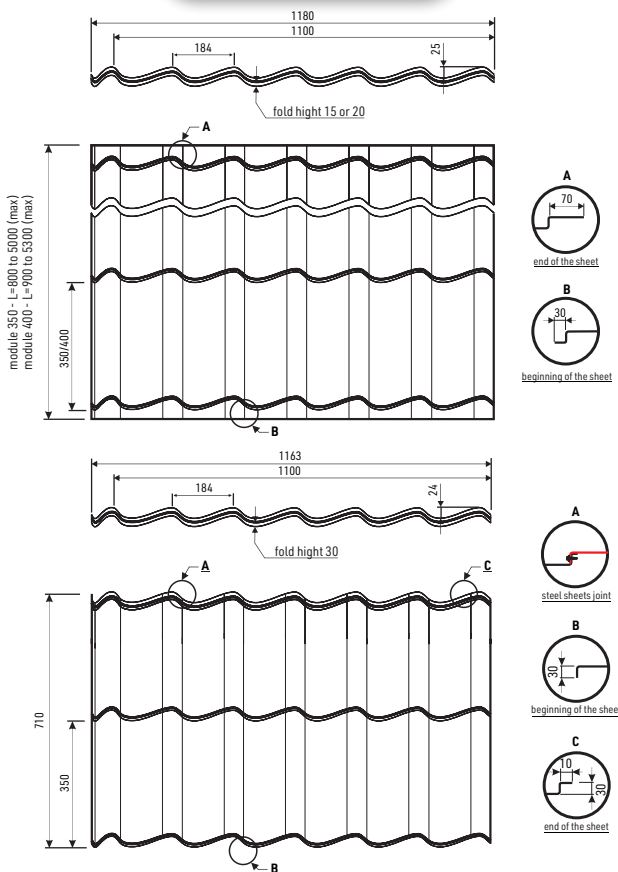 1180
1100
184
25
fold hight 15 or 20
A
module 350 - L=800 to 5000 (max)
module 400 - L=900 to 5300 (max)
350/400
B
A
70
end of the sheet
B
30
beginning of the sheet
1163
1100
184
24
fold hight 30
A
C
710
350
B
A
steel sheets joint
B
30
beginning of the shee
C
10
30
end of the sheet